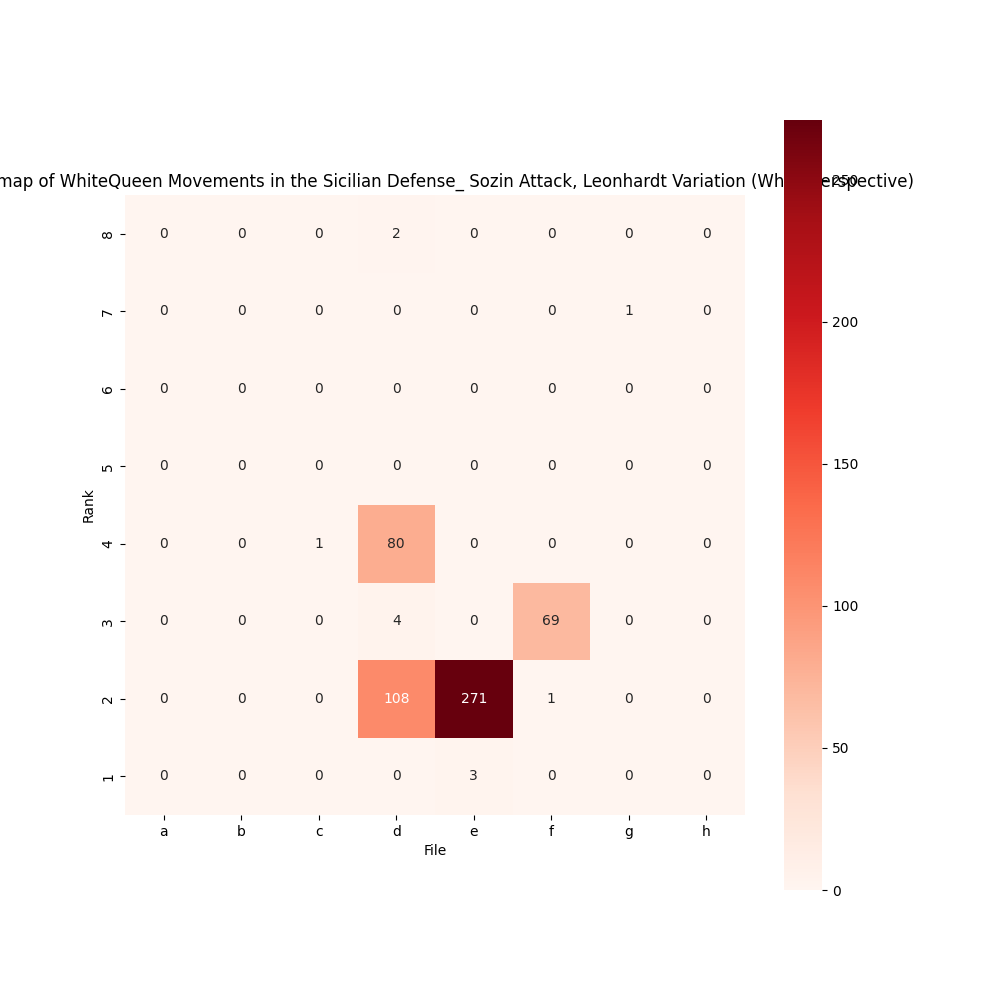 map of WhiteQueen Movements in the Sicilian Defense_ Sozin Attack, Leonhardt Variation (Wh perspective)
250
8 0 0 0 2 0 0 0 0
7 0 0 0 0 0 0 1 0
200
6 0 0 0 0 0 0 0 0
5 0 0 0 0 0 0 0 0
150
Rank
4 0 0 1 80 0 0 0 0
100
3 0 0 0 4 0 69 0 0
2 0 0 0 108 271 1 0 0
50
1 0 0 0 0 3 0 0 0
a b c d e f g h
File
0